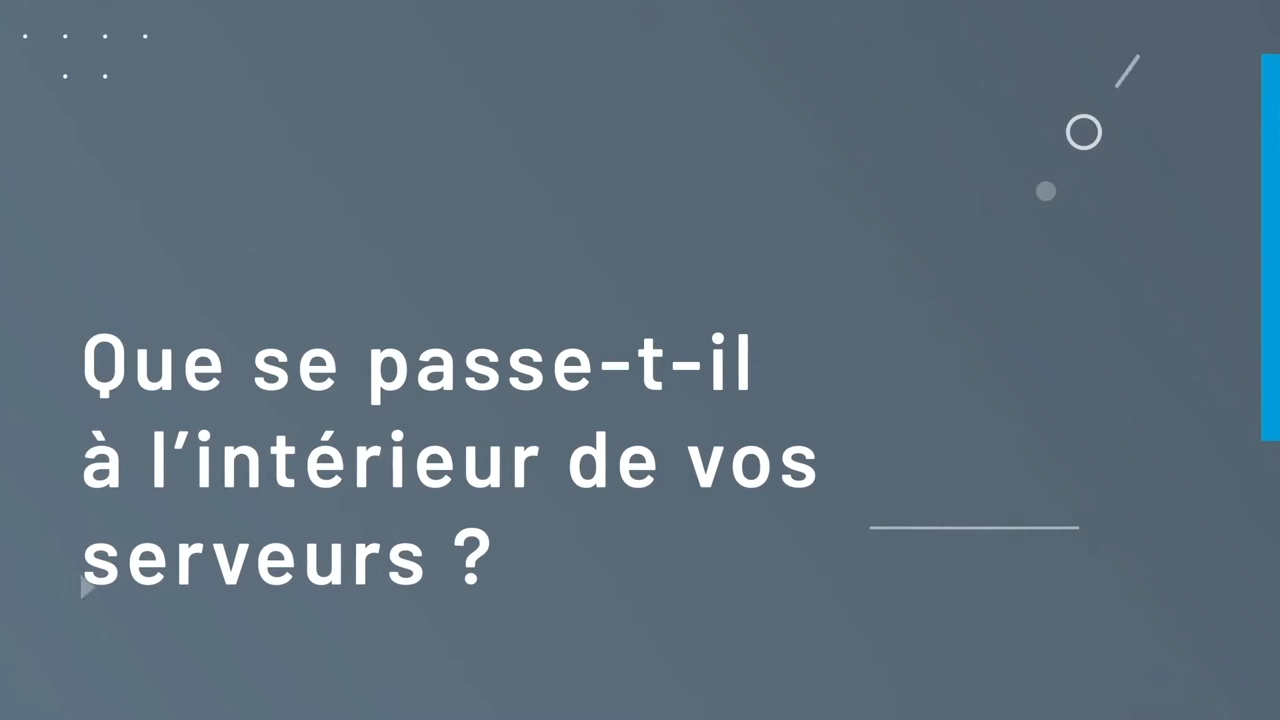 Que se passe-t-il
à l’intérieur de vos
serveurs ?